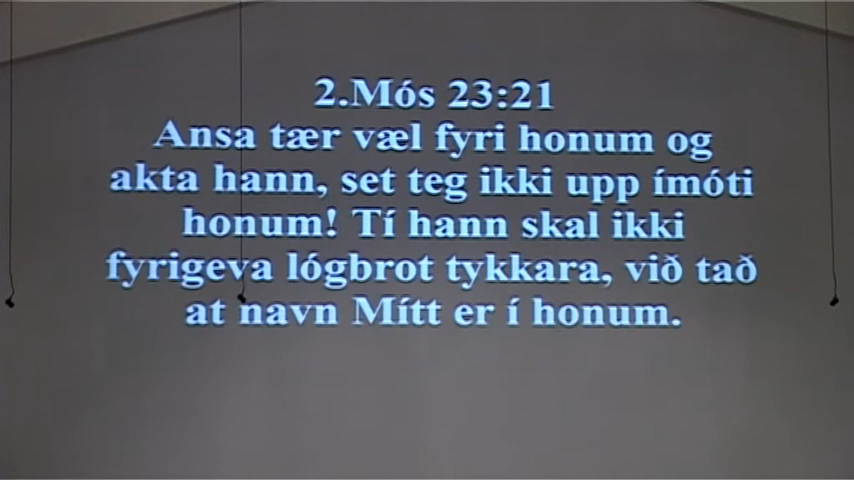 2.Mós 23:21
Ansa tær væl fyri honum og
akta hann, set teg ikki upp ímóti
honum! Tí hann skal ikki
fyrigeva lógbrot tykkara, við tað
at navn Mítt er í honum.